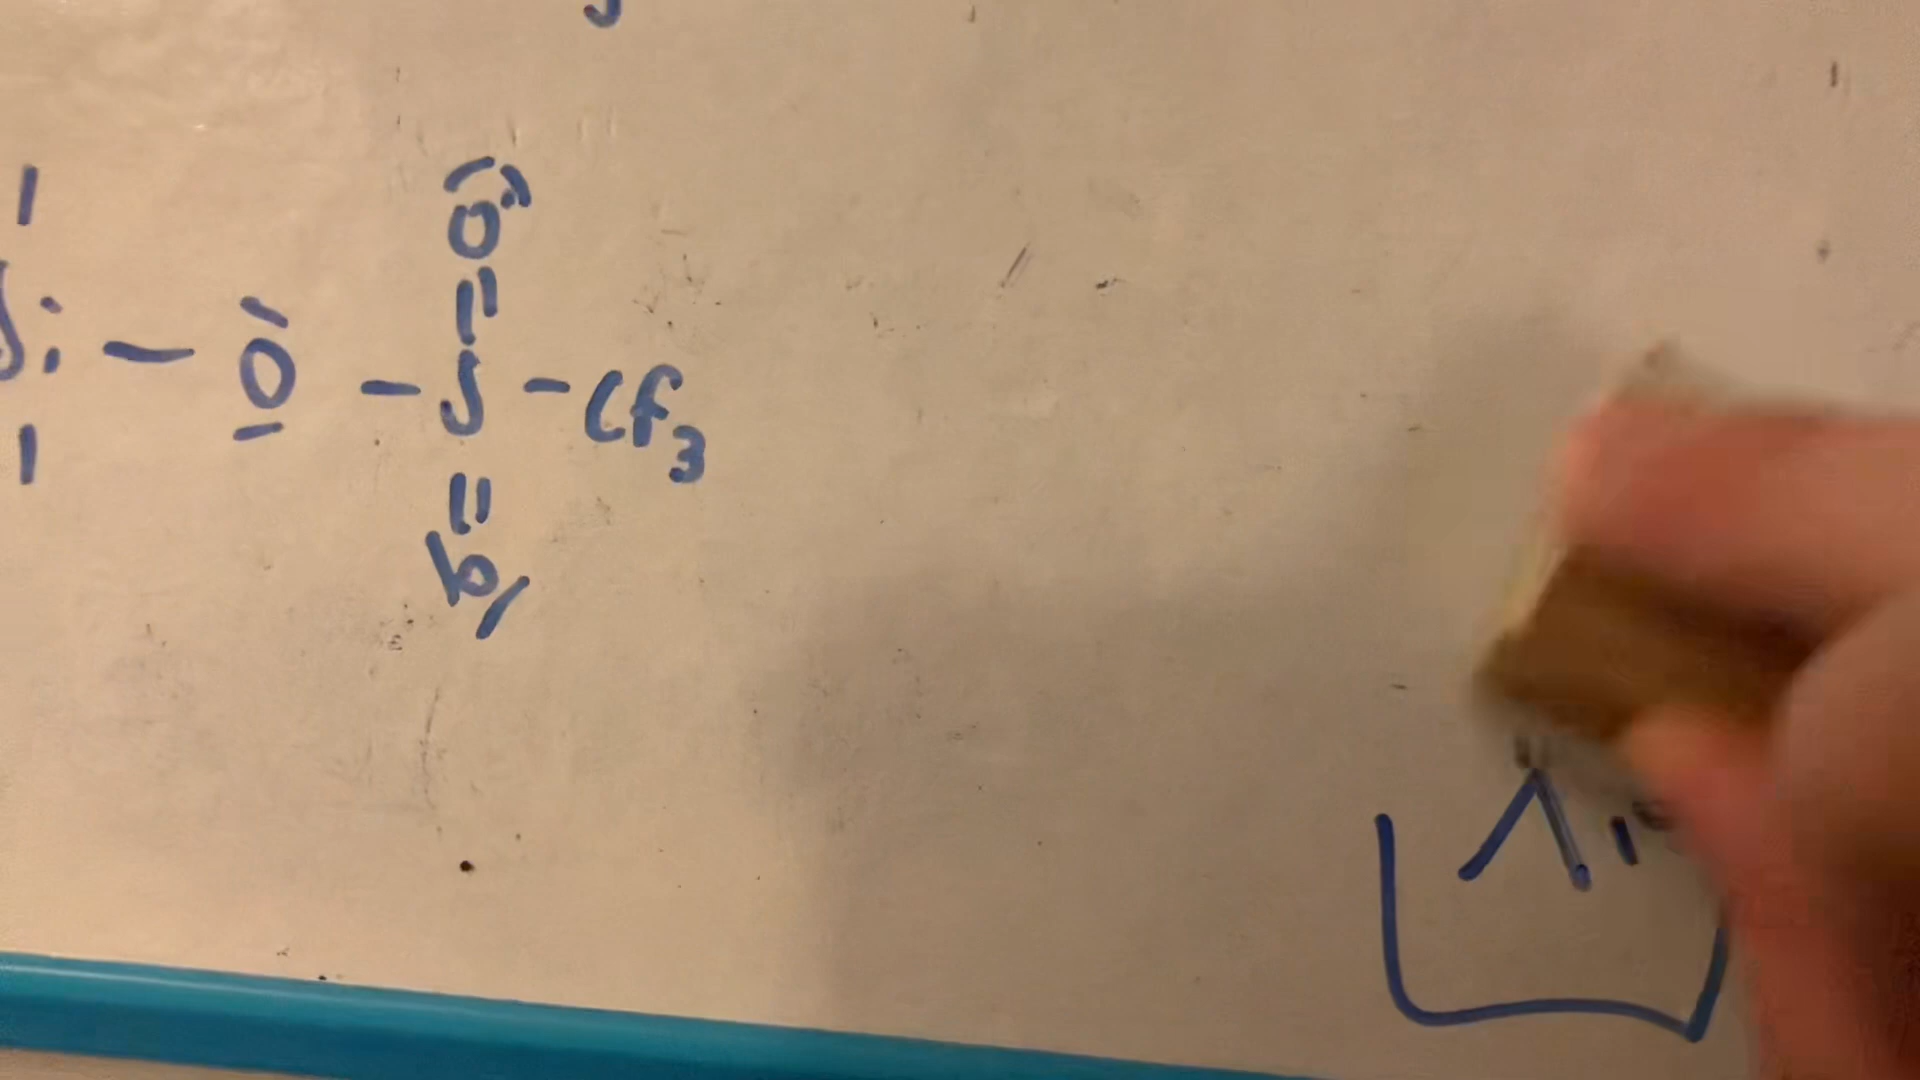 O
Si — O — S — CF3
O